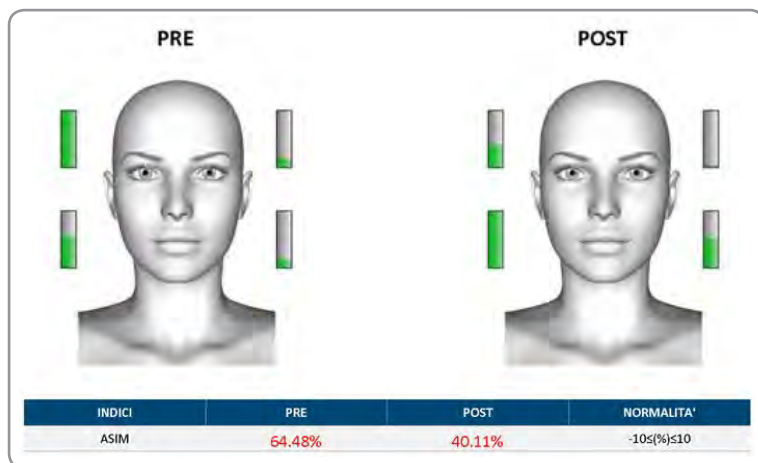 PRE POST
INDICI PRE POST NORMALITA'
ASIM 64.48% 40.11% -10≤(%)≤10